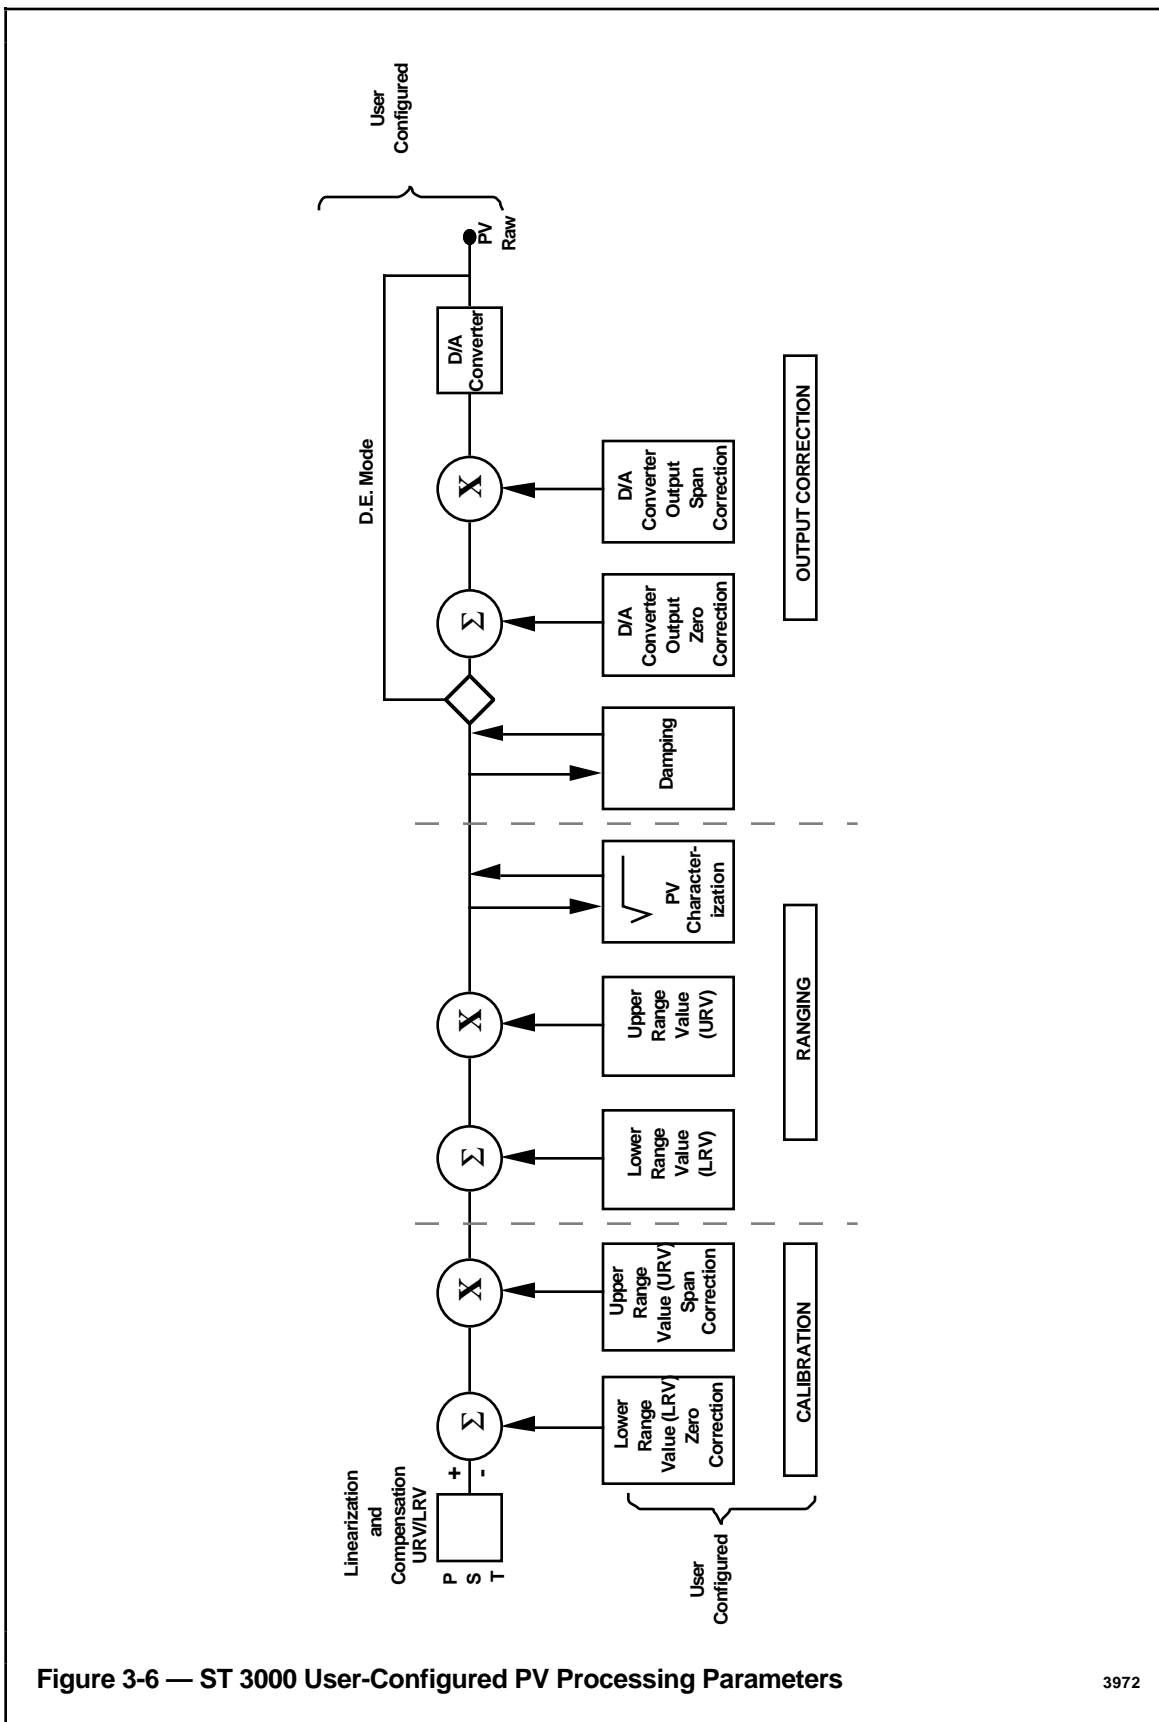 Linearization
and
Compensation
URV/LRV
P
S
T
+
-
Σ
X
Σ
X
D.E. Mode
Σ
X
D/A
Converter
PV
Raw
User
Configured
Lower
Range
Value (LRV)
Zero
Correction
Upper
Range
Value (URV)
Span
Correction
Lower
Range
Value
(LRV)
Upper
Range
Value
(URV)
√
PV
Character-
ization
Damping
D/A
Converter
Output
Zero
Correction
D/A
Converter
Output
Span
Correction
User
Configured
CALIBRATION
RANGING
OUTPUT CORRECTION
Figure 3-6 — ST 3000 User-Configured PV Processing Parameters
3972